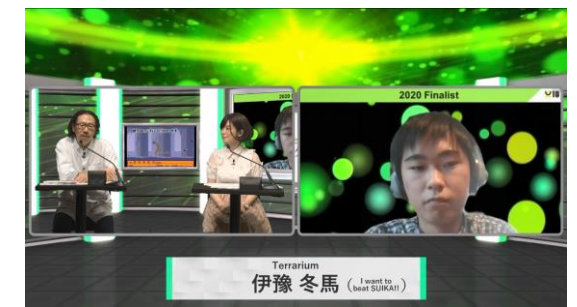 2020 Finalist
Terrarium
伊豫 冬馬 (I want to beat SUIKA!!)